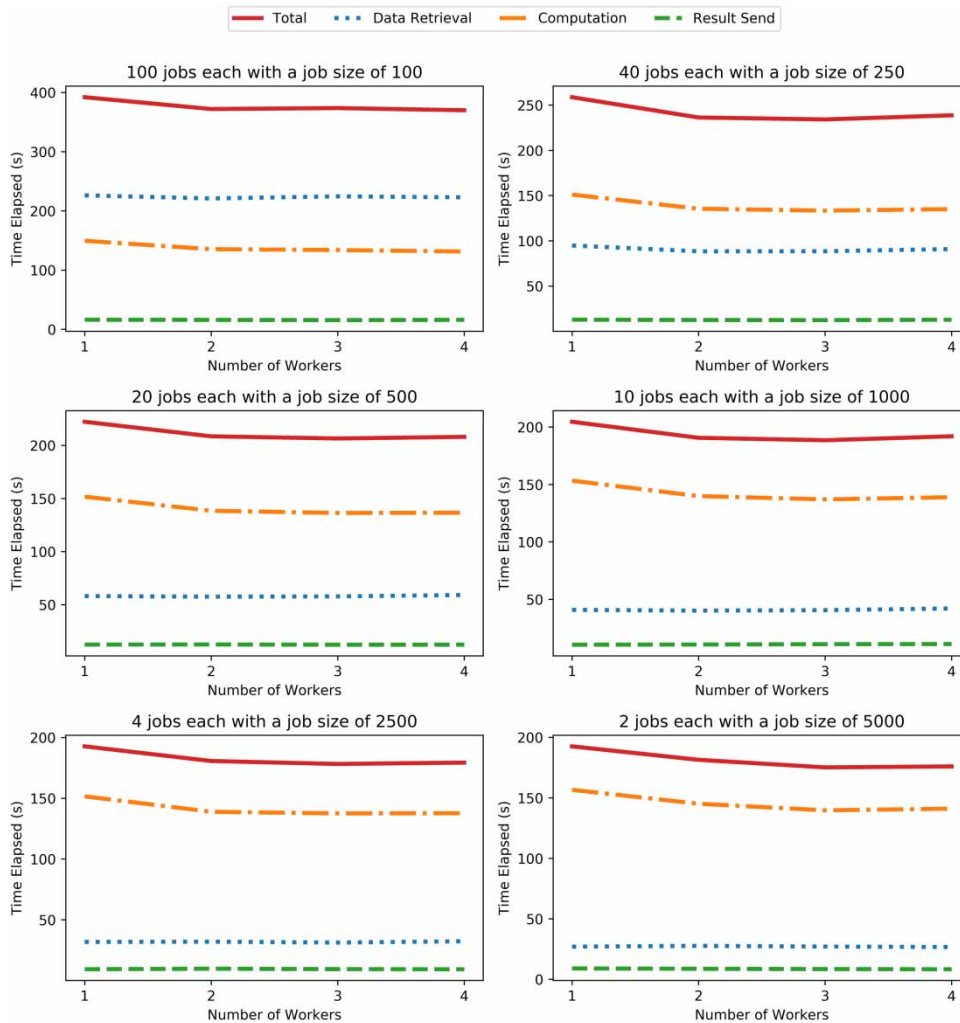 Total Data Retrieval Computation Result Send
100 jobs each with a job size of 100
400
300
200
100
0
Time Elapsed (s)
1 2 3 4
Number of Workers
40 jobs each with a job size of 250
250
200
150
100
50
Time Elapsed (s)
1 2 3 4
Number of Workers
20 jobs each with a job size of 500
200
150
100
50
Time Elapsed (s)
1 2 3 4
Number of Workers
10 jobs each with a job size of 1000
200
150
100
50
Time Elapsed (s)
1 2 3 4
Number of Workers
4 jobs each with a job size of 2500
200
150
100
50
Time Elapsed (s)
1 2 3 4
Number of Workers
2 jobs each with a job size of 5000
200
150
100
50
0
Time Elapsed (s)
1 2 3 4
Number of Workers